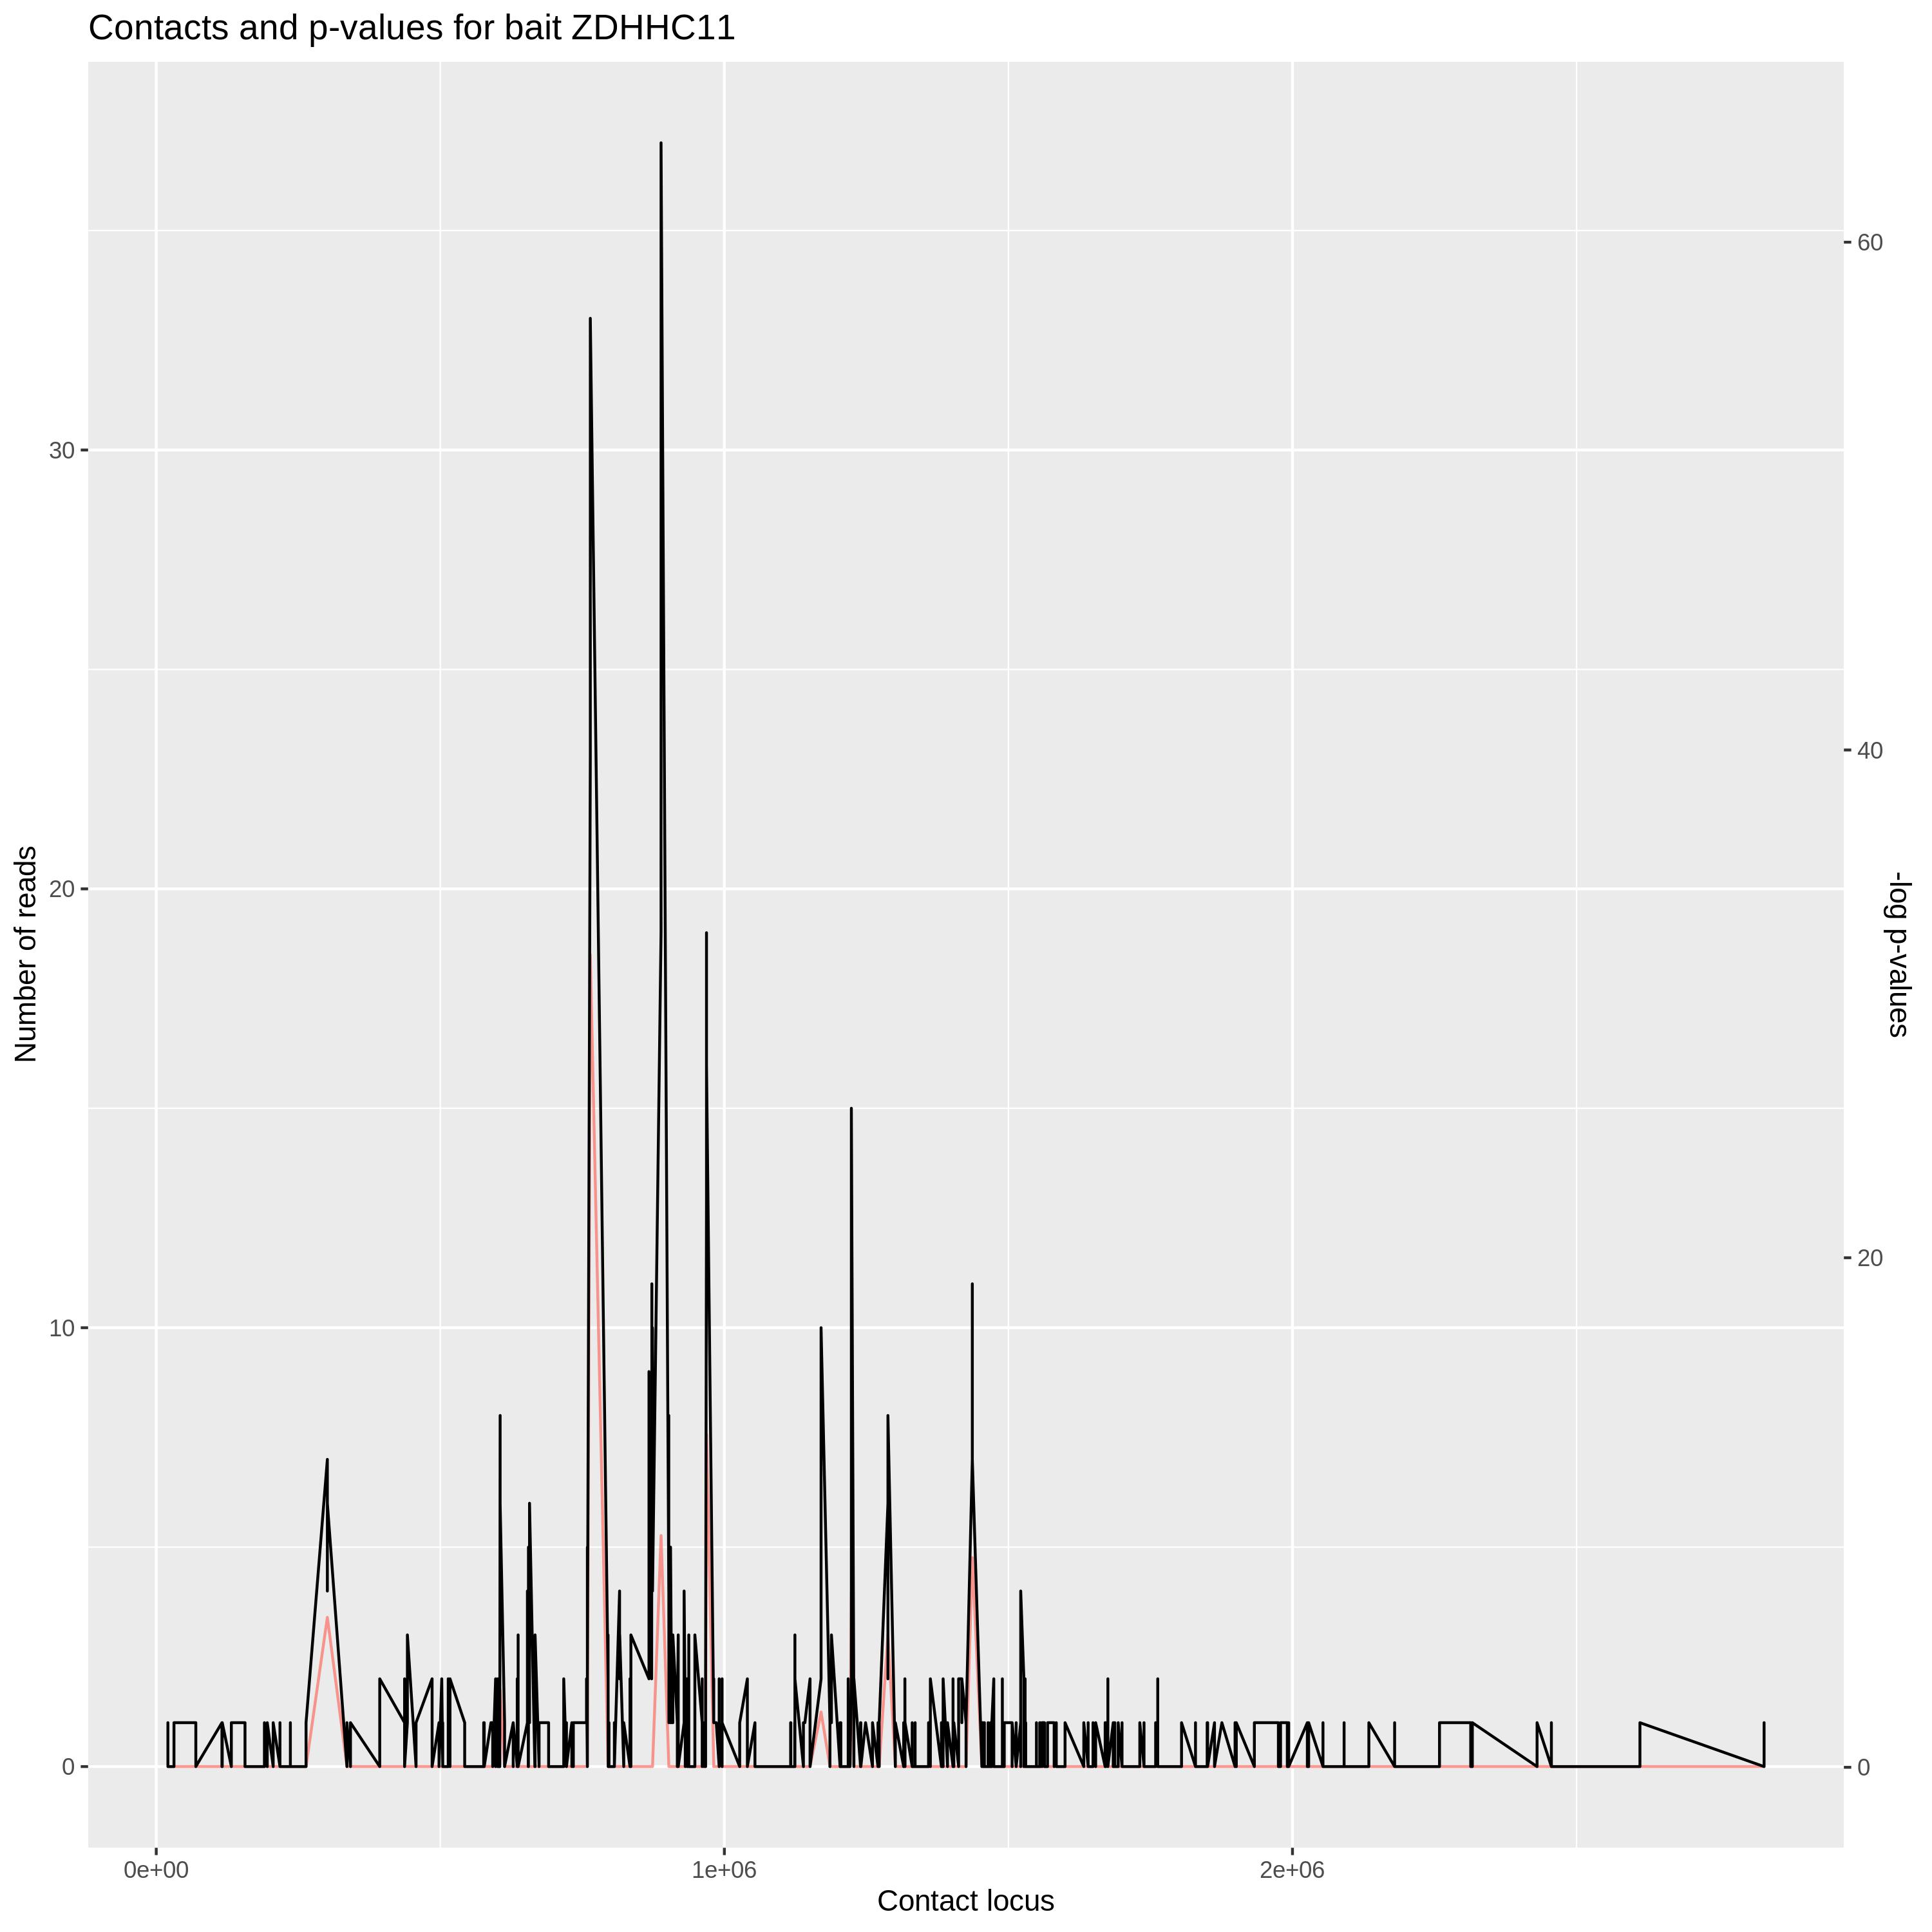 Contacts and p-values for bait ZDHHC11
Number of reads
30
20
10
0
60
40
20
0
-log p-values
0e+00 1e+06 2e+06
Contact locus